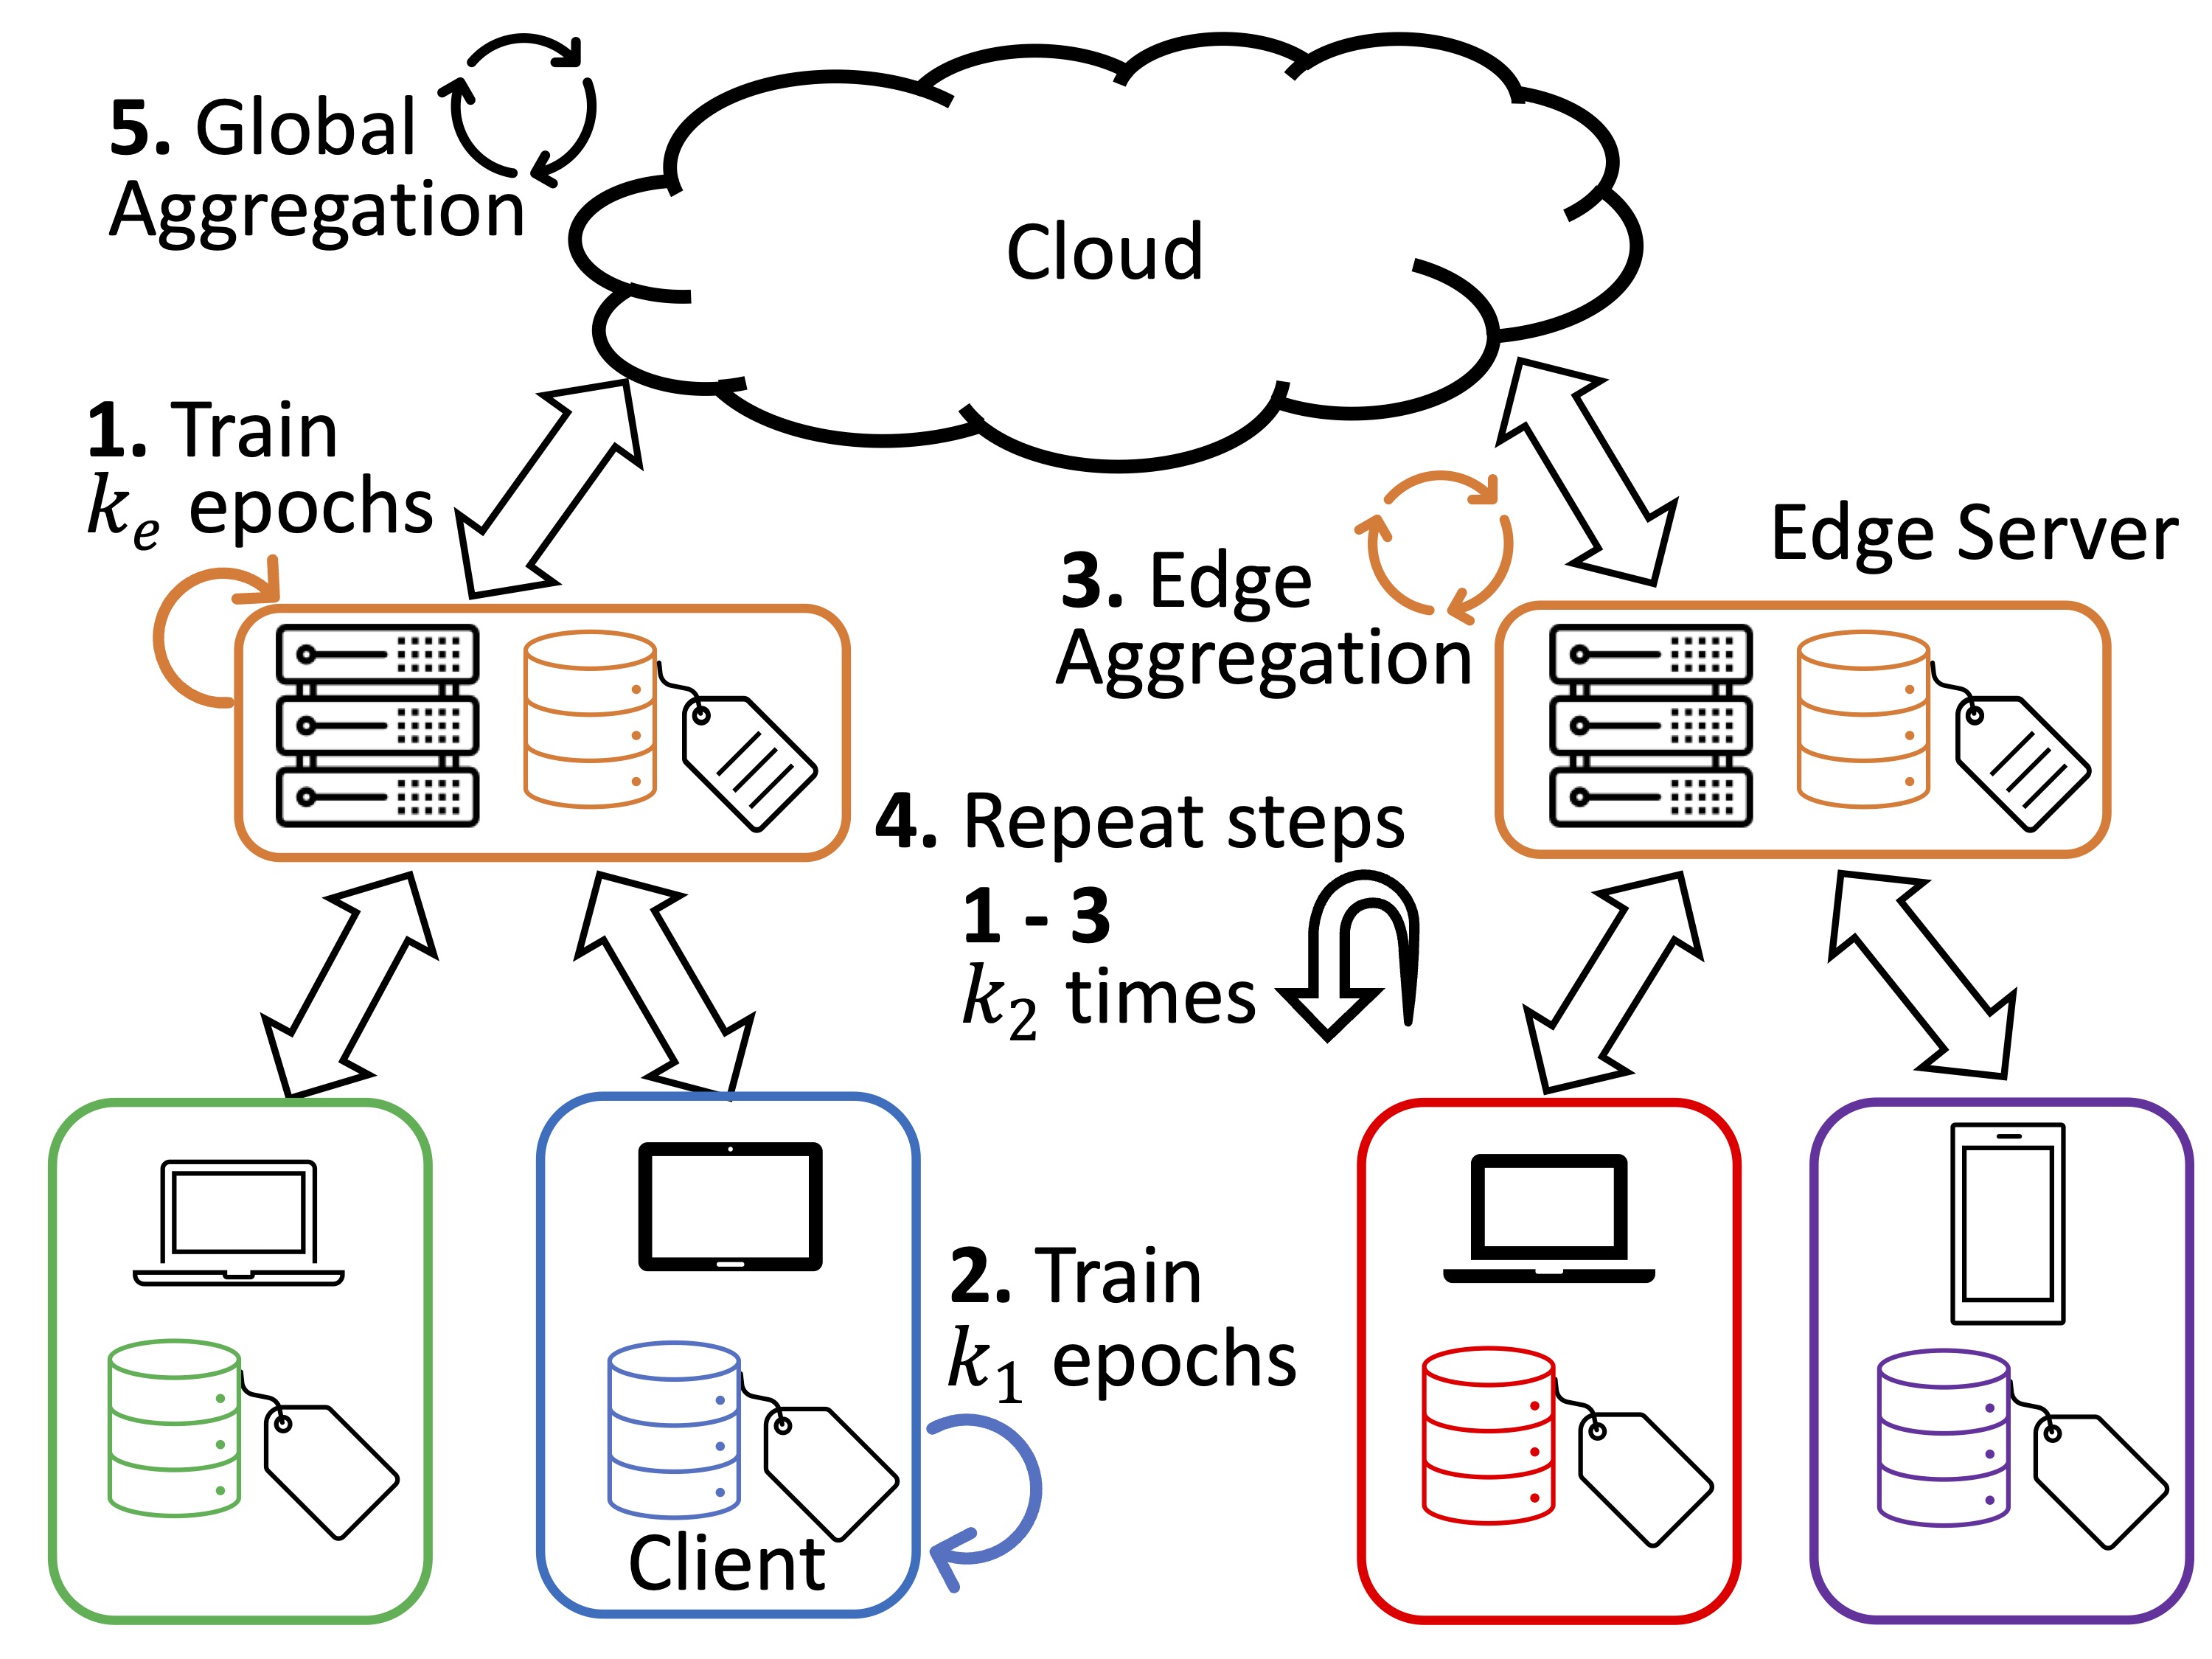 5. Global
Aggregation
Cloud
1. Train
k_e epochs
Edge Server
3. Edge
Aggregation
4. Repeat steps
1 - 3
k_2 times
2. Train
k_1 epochs
Client